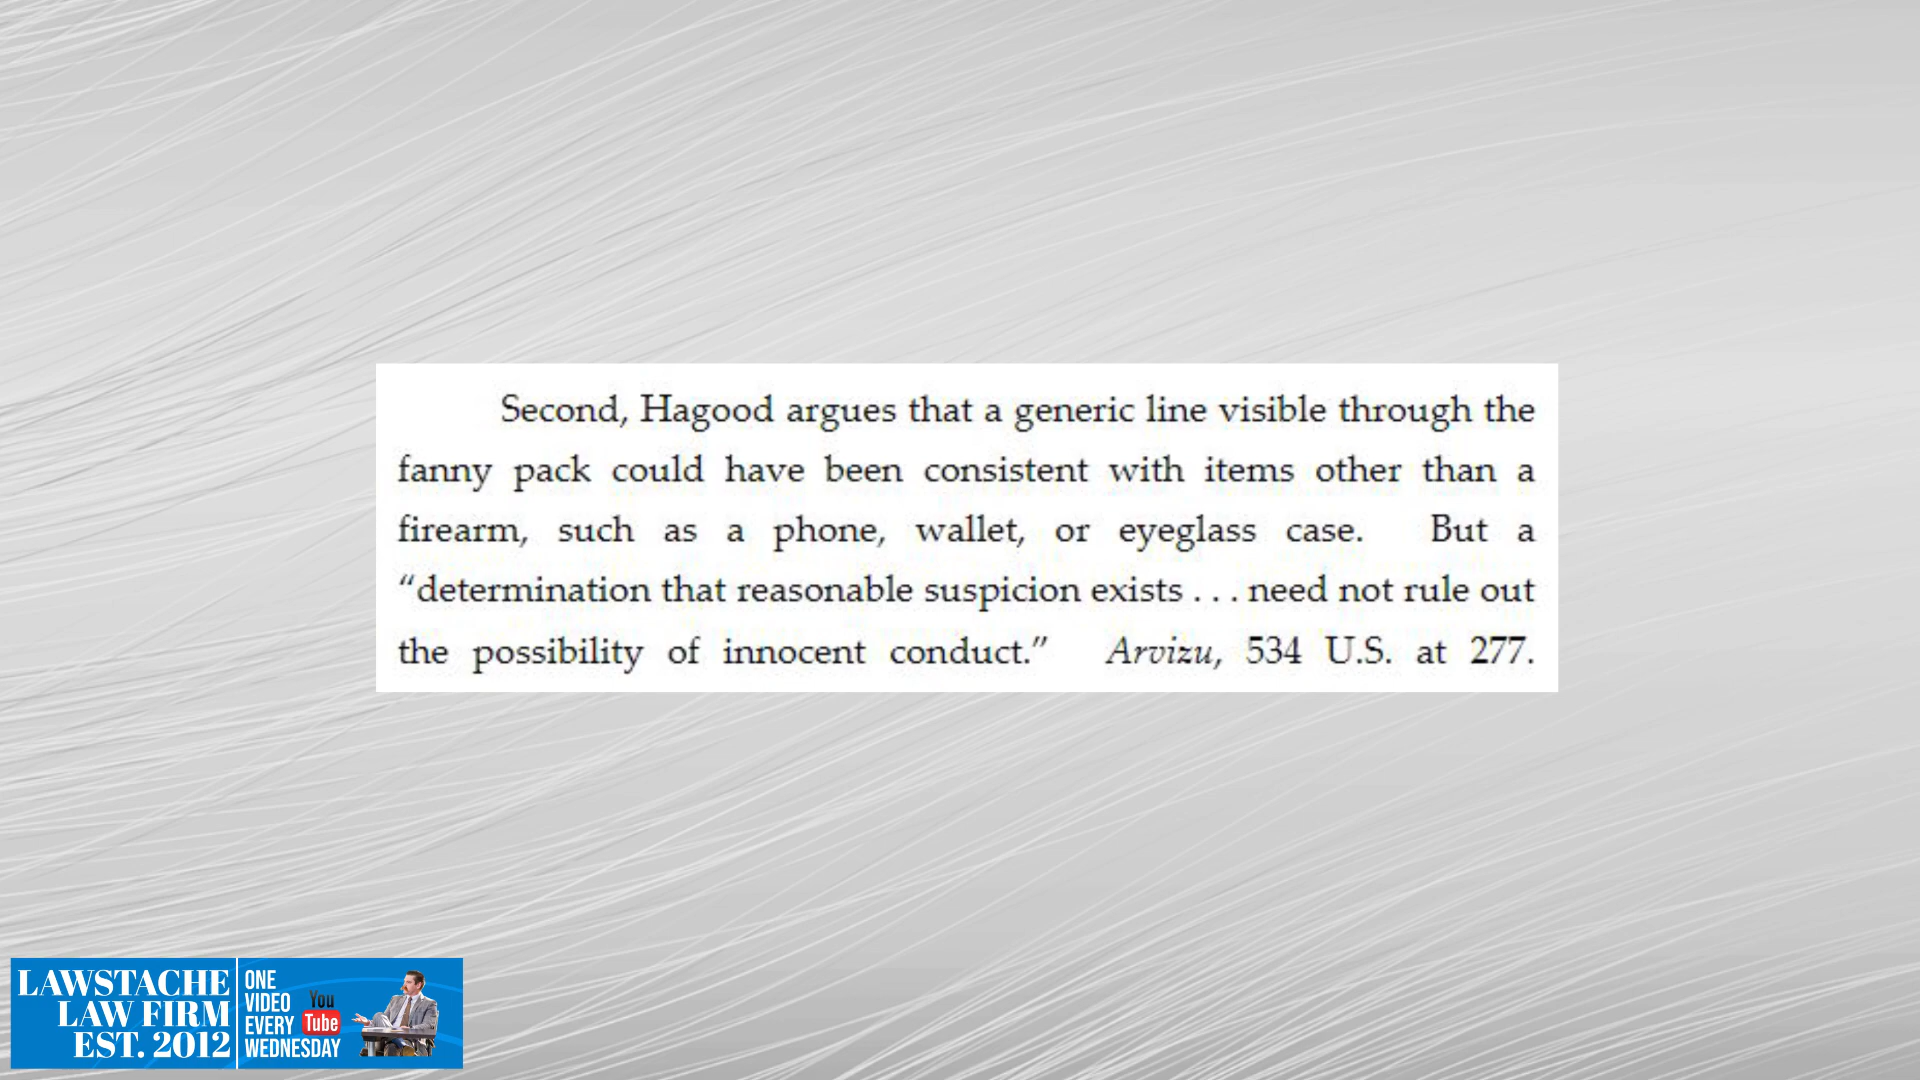 Second, Hagood argues that a generic line visible through the
fanny pack could have been consistent with items other than a
firearm, such as a phone, wallet, or eyeglass case. But a
“determination that reasonable suspicion exists . . . need not rule out
the possibility of innocent conduct.” Arvizu, 534 U.S. at 277.
LAWSTACHE
LAW FIRM
EST. 2012
ONE
VIDEO
EVERY
WEDNESDAY
You
Tube